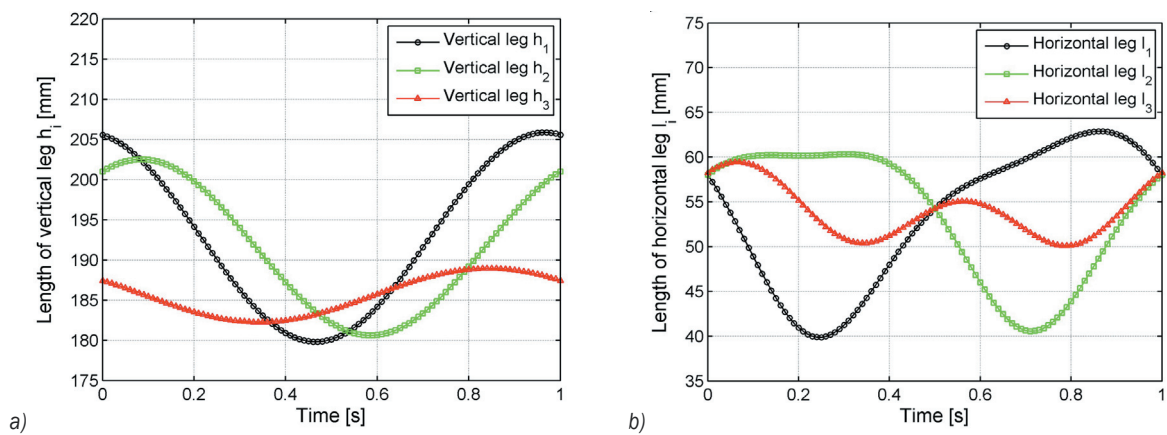 220
215
210
205
200
195
190
185
180
175
Length of vertical leg h_i [mm]
Vertical leg h_1
Vertical leg h_2
Vertical leg h_3
0
0.2
0.4
0.6
0.8
1
Time [s]
a)
75
70
65
60
55
50
45
40
35
Length of horizontal leg l_i [mm]
Horizontal leg l_1
Horizontal leg l_2
Horizontal leg l_3
0
0.2
0.4
0.6
0.8
1
Time [s]
b)